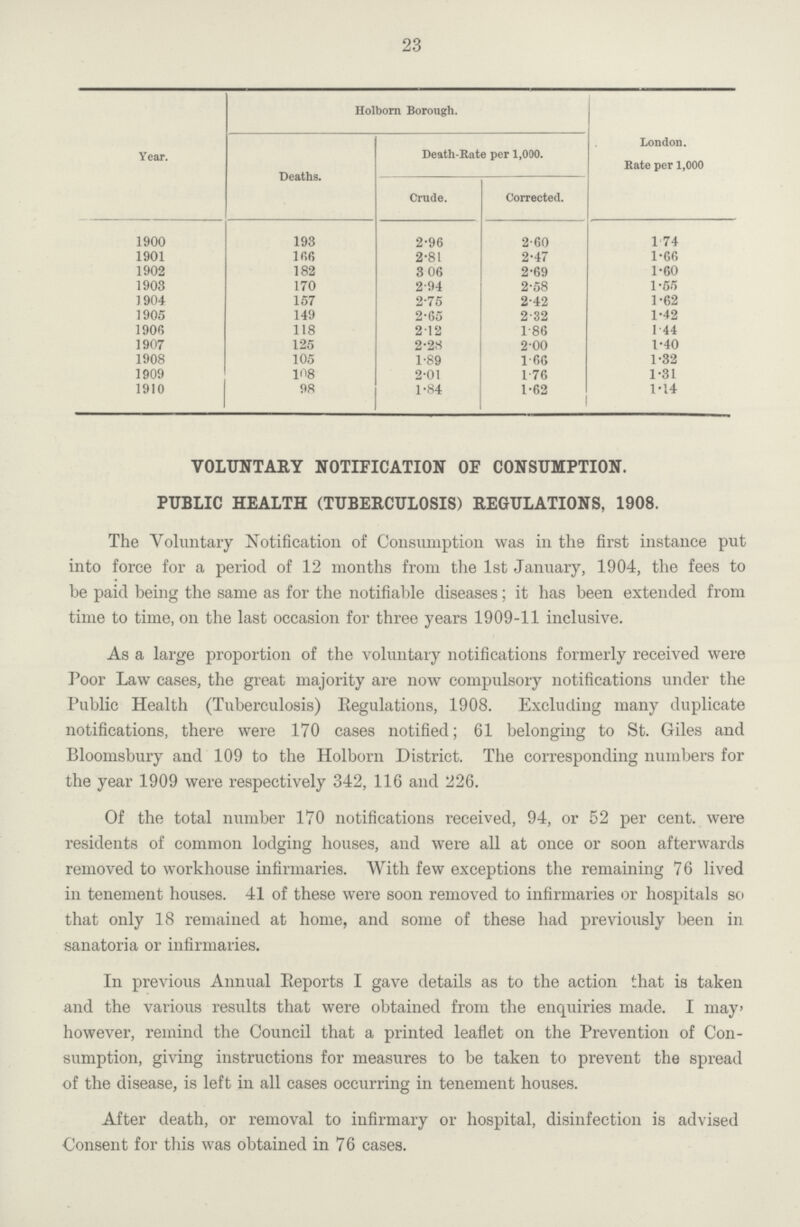 23
Holborn Borough.
Year.
Deaths.
Death-Rate per 1,000.
London.
Rate per 1,000
Crude.
Corrected.
1900 193 2·96 2·60 1·74
1901 166 2·81 2·47 1·66
1902 182 3 06 2·69 1·60
1903 170 2·94 2·58 1·55
1904 157 2·75 2·42 1·62
1905 149 2·65 2·32 1·42
1906 118 2·12 1·86 1·44
1907 125 2·28 2·00 1·40
1908 105 1·89 1·66 1·32
1909 108 2·01 1·76 1·31
1910 98 1·84 1·62 1·14
VOLUNTARY NOTIFICATION OF CONSUMPTION.
PUBLIC HEALTH (TUBERCULOSIS) REGULATIONS, 1908.
The Voluntary Notification of Consumption was in the first instance put
into force for a period of 12 months from the 1st January, 1904, the fees to
be paid being the same as for the notifiable diseases; it has been extended from
time to time, on the last occasion for three years 1909-11 inclusive.
As a large proportion of the voluntary notifications formerly received were
Poor Law cases, the great majority are now compulsory notifications under the
Public Health (Tuberculosis) Regulations, 1908. Excluding many duplicate
notifications, there were 170 cases notified; 61 belonging to St. Giles and
Bloomsbury and 109 to the Holborn District. The corresponding numbers for
the year 1909 were respectively 342, 116 and 226.
Of the total number 170 notifications received, 94, or 52 per cent. were
residents of common lodging houses, and were all at once or soon afterwards
removed to workhouse infirmaries. With few exceptions the remaining 76 lived
in tenement houses. 41 of these were soon removed to infirmaries or hospitals so
that only 18 remained at home, and some of these had previously been in
sanatoria or infirmaries.
In previous Annual Reports I gave details as to the action that is taken
and the various results that were obtained from the enquiries made. I may,
however, remind the Council that a printed leaflet on the Prevention of Con-
sumption, giving instructions for measures to be taken to prevent the spread
of the disease, is left in all cases occurring in tenement houses.
After death, or removal to infirmary or hospital, disinfection is advised
Consent for this was obtained in 76 cases.